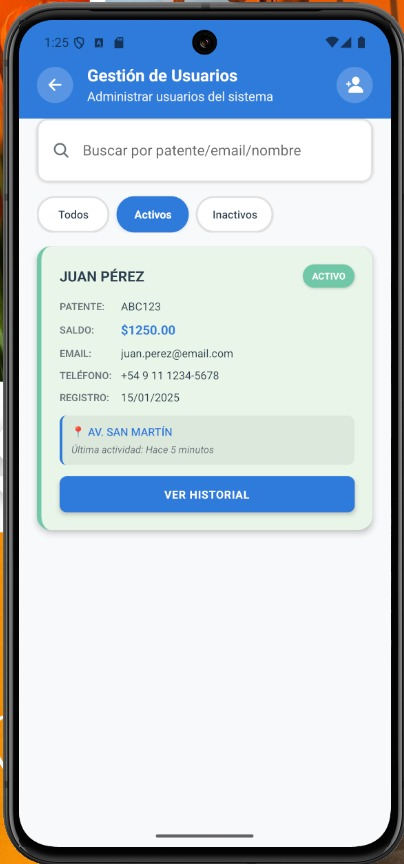 1:25
Gestión de Usuarios
Administrar usuarios del sistema
Buscar por patente/email/nombre
Todos
Activos
Inactivos
JUAN PÉREZ
ACTIVO
PATENTE: ABC123
SALDO: $1250.00
EMAIL: juan.perez@email.com
TELÉFONO: +54 9 11 1234-5678
REGISTRO: 15/01/2025
📍 AV. SAN MARTÍN
Última actividad: Hace 5 minutos
VER HISTORIAL